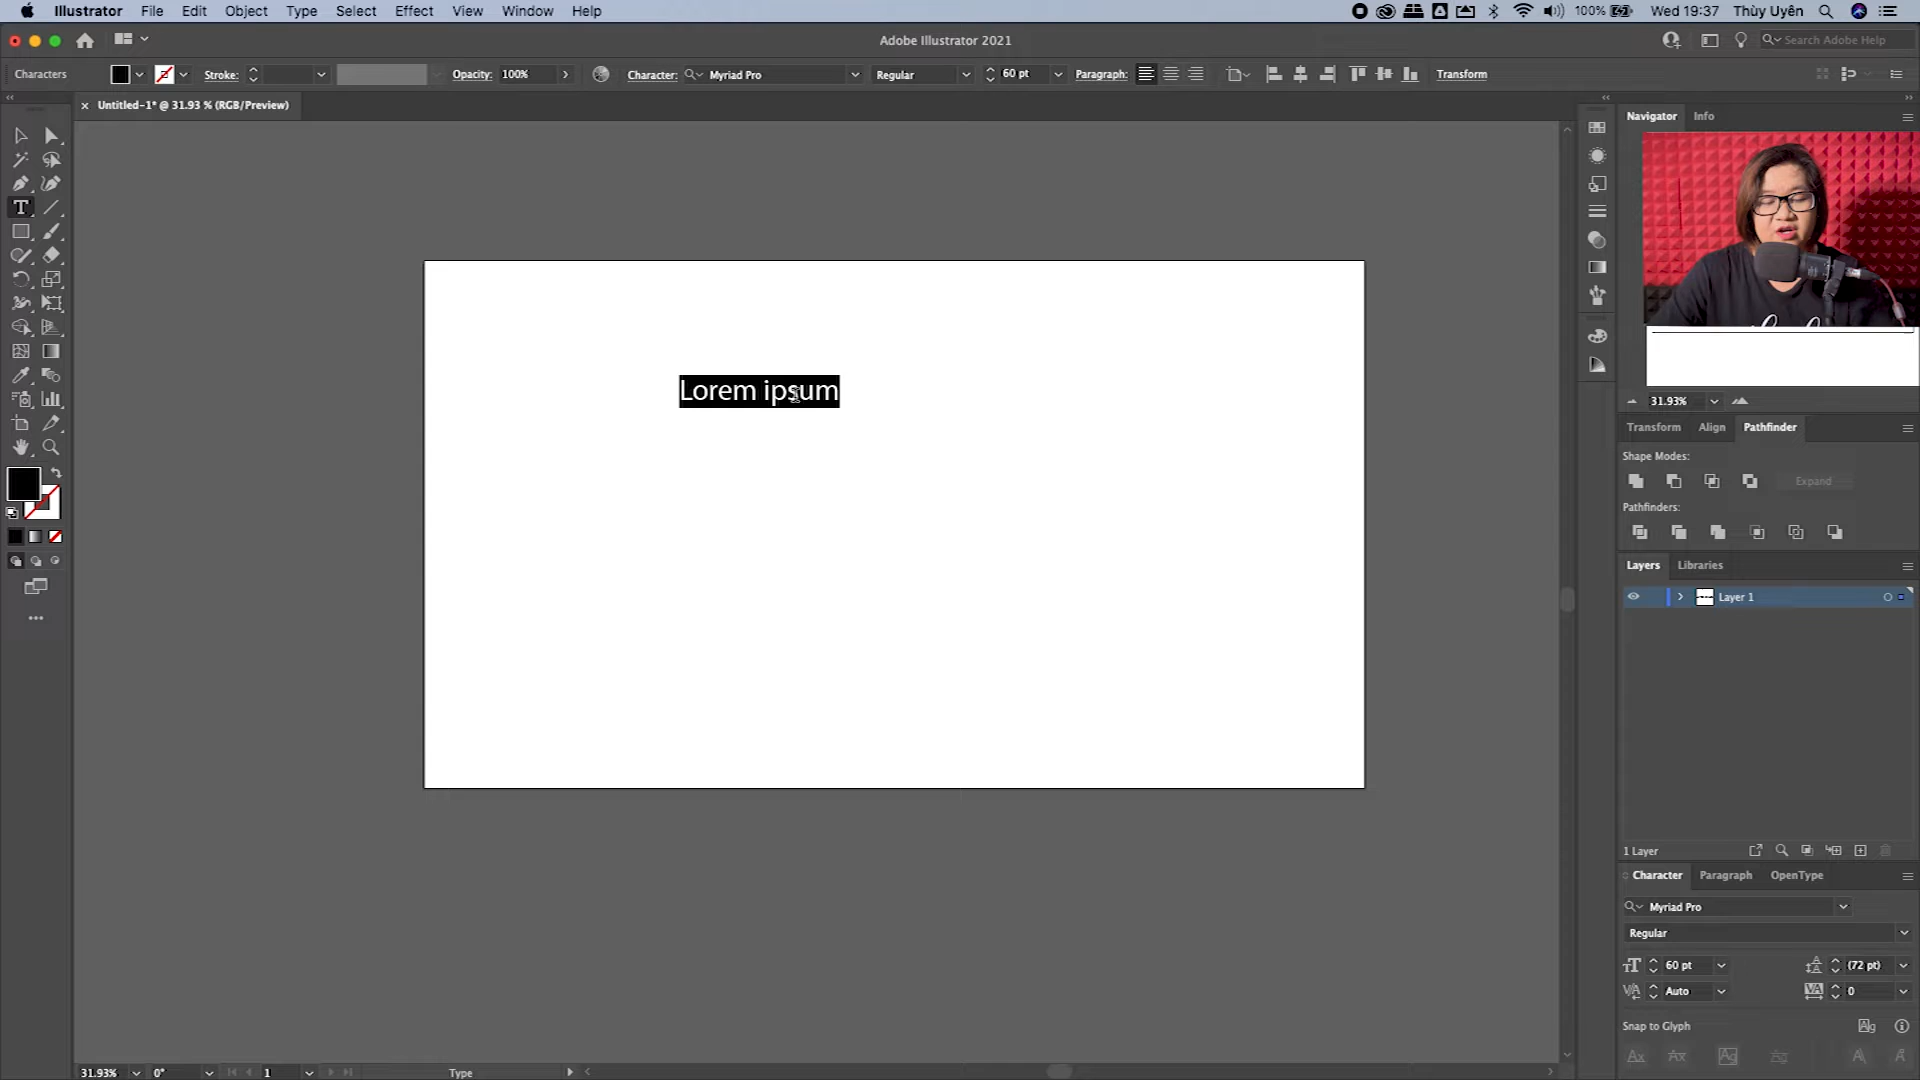 Illustrator File Edit Object Type Select Effect View Window Help
100% Wed 19:37 Thùy Uyên
Adobe Illustrator 2021
Search Adobe Help
Characters Stroke: Opacity: 100% Character: Myriad Pro Regular 60 pt Paragraph: Transform
Untitled-1* @ 31.93 % (RGB/Preview)
Navigator Info
Lorem ipsum
31.93%
Transform Align Pathfinder
Shape Modes:
Expand
Pathfinders:
Layers Libraries
Layer 1
1 Layer
Character Paragraph OpenType
Myriad Pro
Regular
60 pt (72 pt)
Auto 0
Snap to Glyph
31.93% 0° 1 Type